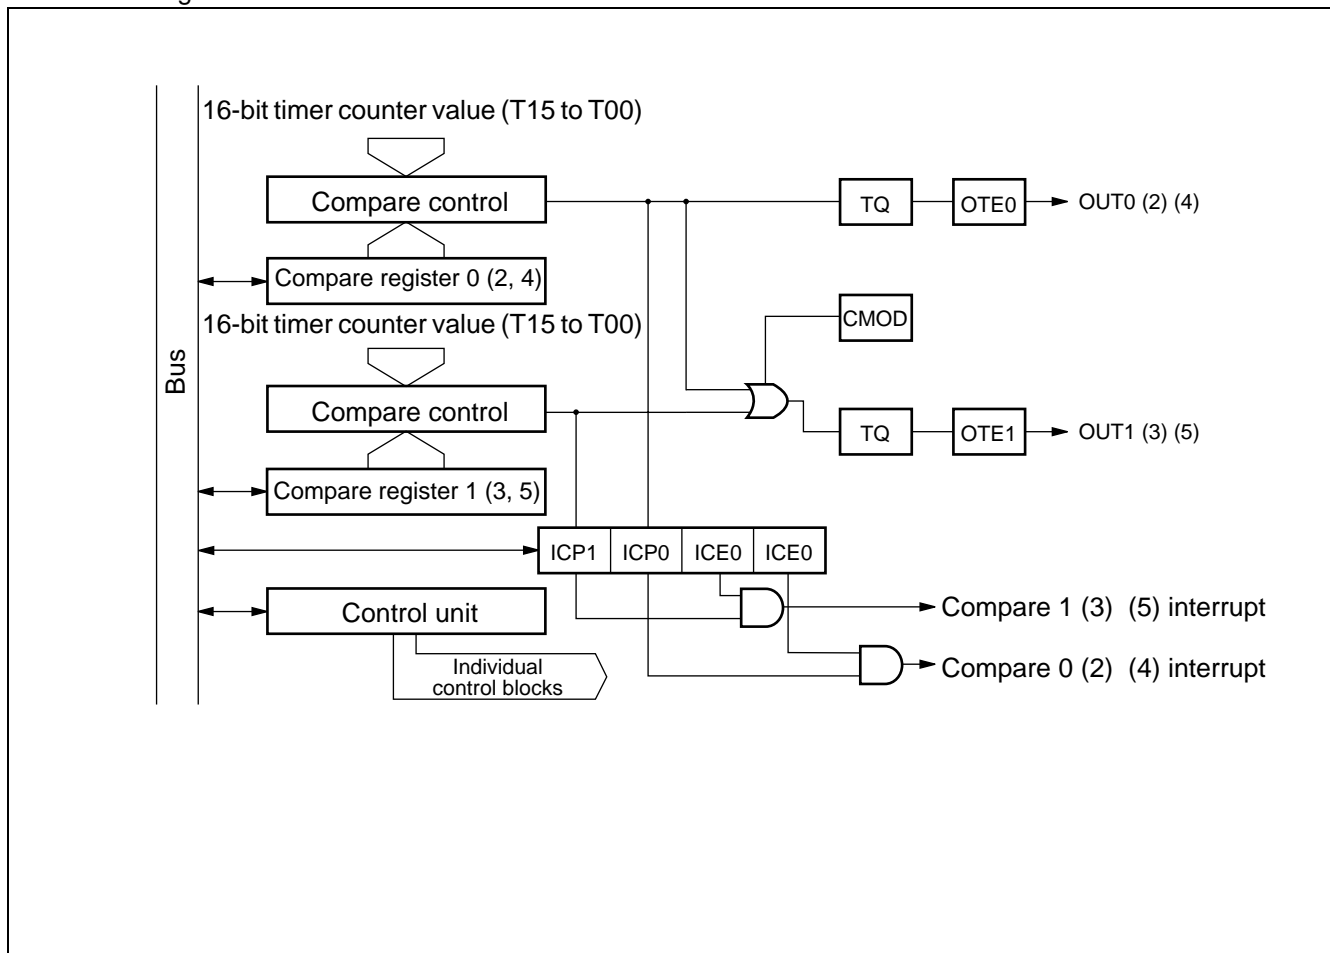 16-bit timer counter value (T15 to T00)
Compare control
TQ
OTE0
OUT0 (2) (4)
Compare register 0 (2, 4)
16-bit timer counter value (T15 to T00)
CMOD
Bus
Compare control
TQ
OTE1
OUT1 (3) (5)
Compare register 1 (3, 5)
ICP1
ICP0
ICE0
ICE0
Control unit
Compare 1 (3) (5) interrupt
Individual
control blocks
Compare 0 (2) (4) interrupt